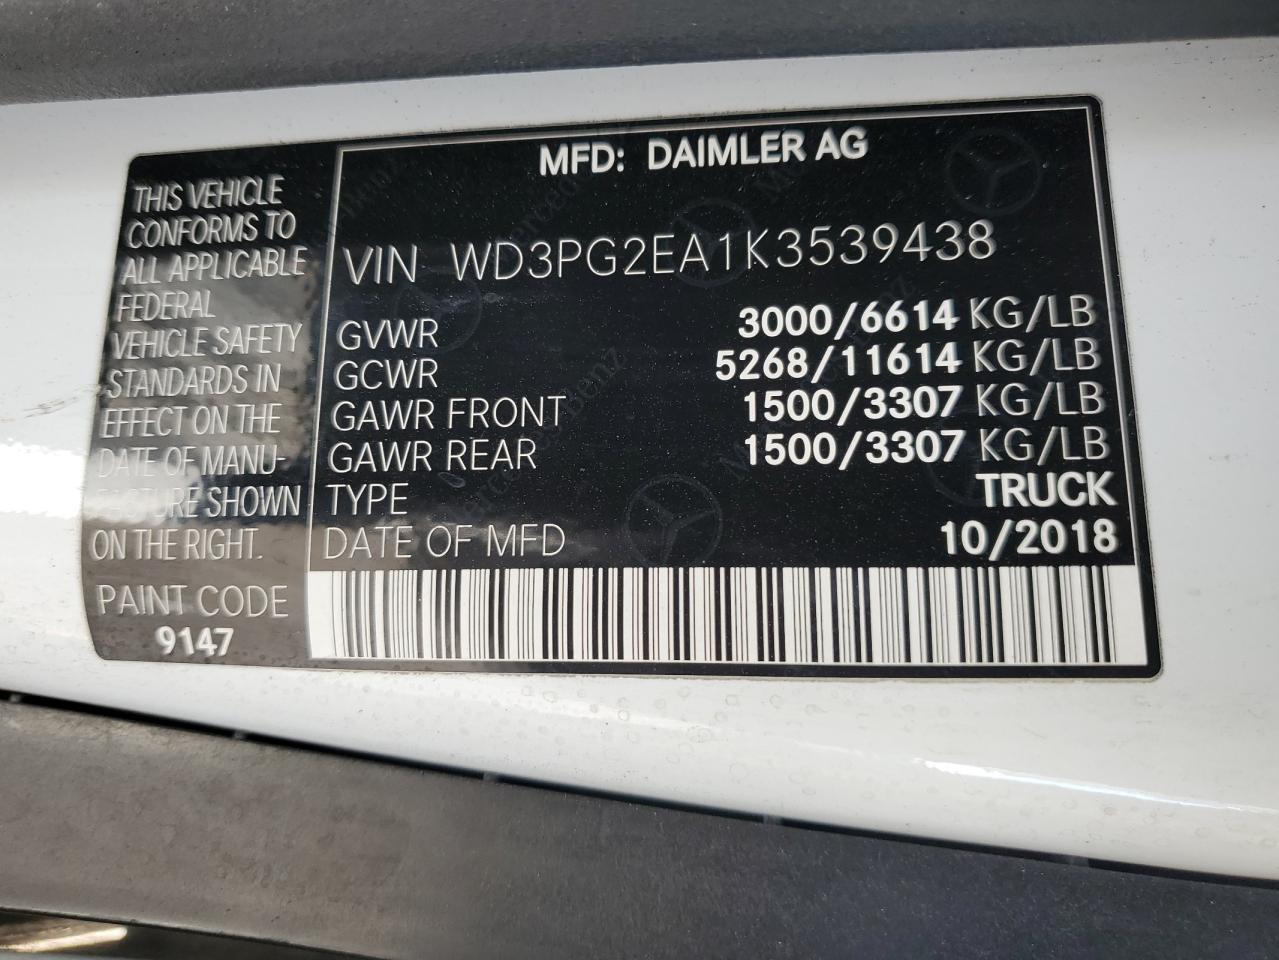 MFD: DAIMLER AG
THIS VEHICLE
CONFORMS TO
ALL APPLICABLE
FEDERAL
VEHICLE SAFETY
STANDARDS IN
EFFECT ON THE
DATE OF MANU-
FACTURE SHOWN
ON THE RIGHT.
PAINT CODE
9147
VIN WD3PG2EA1K3539438
GVWR 3000/6614 KG/LB
GCWR 5268/11614 KG/LB
GAWR FRONT 1500/3307 KG/LB
GAWR REAR 1500/3307 KG/LB
TYPE TRUCK
DATE OF MFD 10/2018